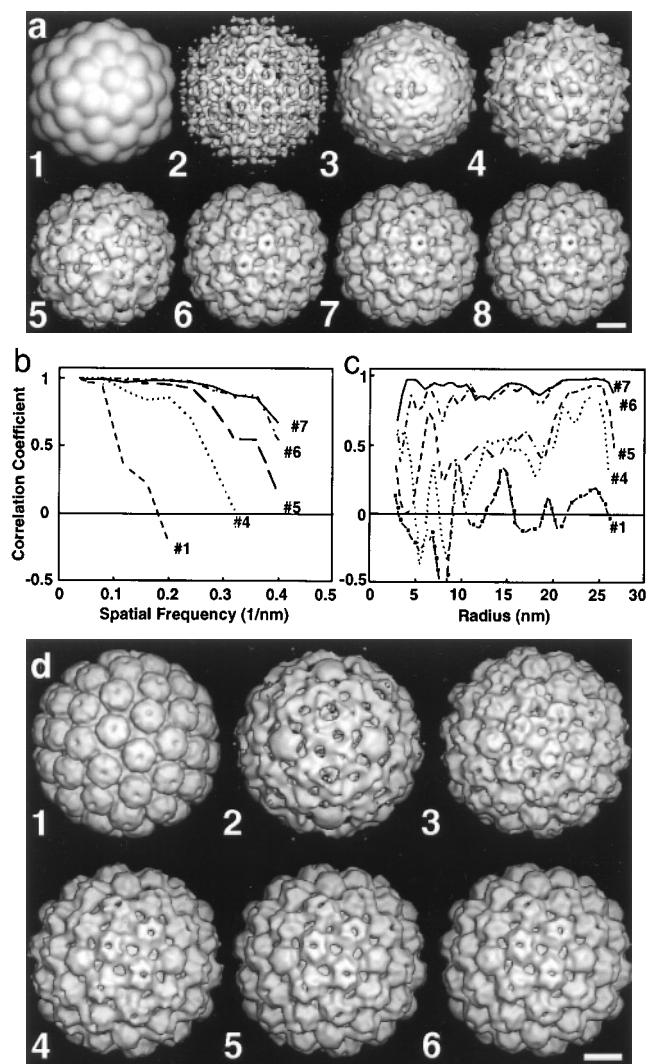 a
1 2 3 4
5 6 7 8
b
c
Correlation Coefficient
1
0.5
0
-0.5
#7
#6
#5
#4
#1
0 0.1 0.2 0.3 0.4 0.5
Spatial Frequency (1/nm)
1
0.5
0
-0.5
#7
#6
#5
#4
#1
0 5 10 15 20 25 30
Radius (nm)
d
1 2 3
4 5 6